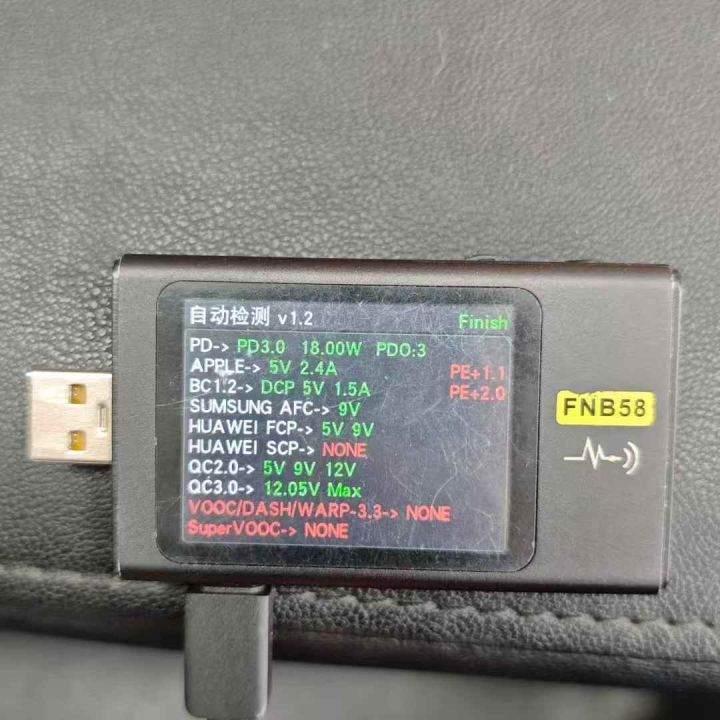 自动检测 v1.2
Finish
PD-> PD3.0 18.00W PDO:3
APPLE-> 5V 2.4A
PE+1.1
BC1.2-> DCP 5V 1.5A
PE+2.0
SUMSUNG AFC-> 9V
HUAWEI FCP-> 5V 9V
HUAWEI SCP-> NONE
QC2.0-> 5V 9V 12V
QC3.0-> 12.05V Max
VOOC/DASH/WARP-3.3-> NONE
SuperVOOC-> NONE
FNB58